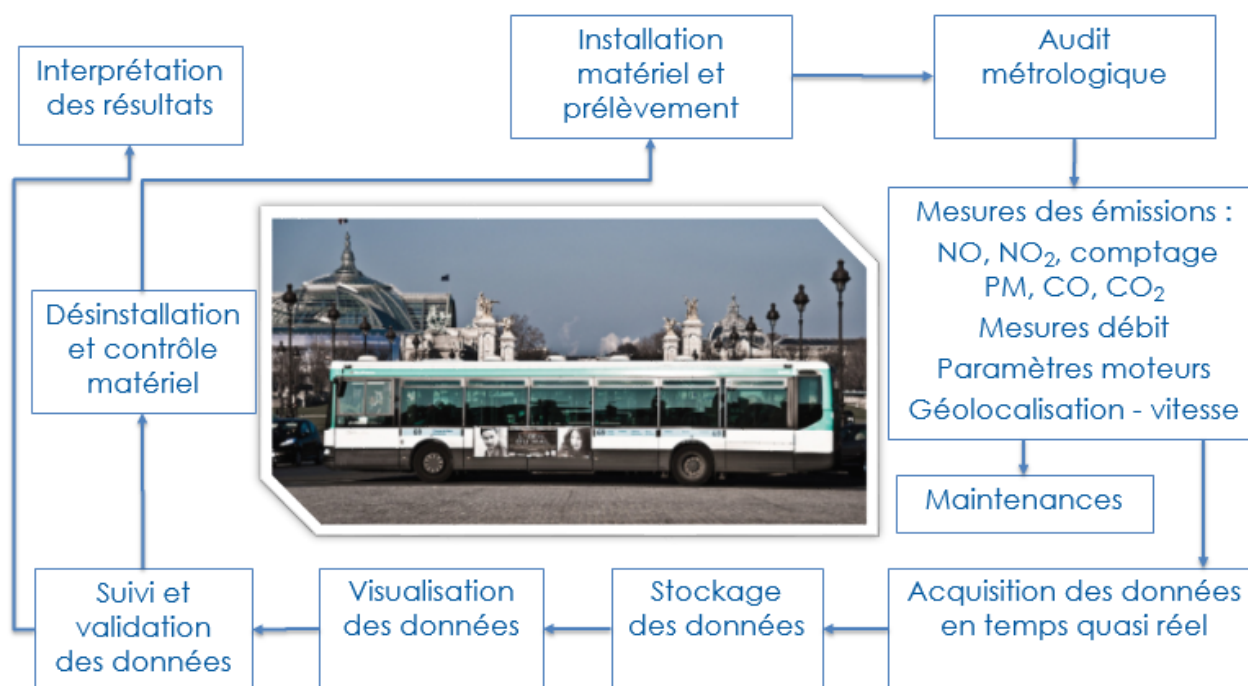 Interprétation
des résultats
Installation
matériel et
prélèvement
Audit
métrologique
Mesures des émissions :
NO, NO₂, comptage
PM, CO, CO₂
Mesures débit
Paramètres moteurs
Géolocalisation - vitesse
Désinstallation
et contrôle
matériel
Maintenances
Suivi et
validation
des données
Visualisation
des données
Stockage
des données
Acquisition des données
en temps quasi réel